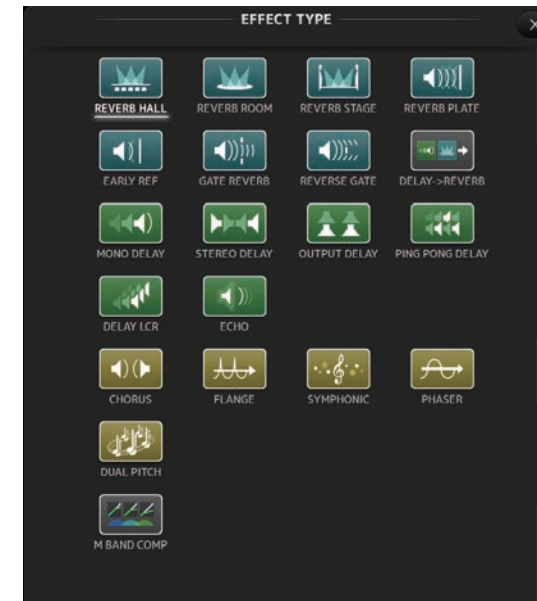 EFFECT TYPE
REVERB HALL REVERB ROOM REVERB STAGE REVERB PLATE
EARLY REF GATE REVERB REVERSE GATE DELAY->REVERB
MONO DELAY STEREO DELAY OUTPUT DELAY PING PONG DELAY
DELAY LCR ECHO
CHORUS FLANGE SYMPHONIC PHASER
DUAL PITCH
M BAND COMP